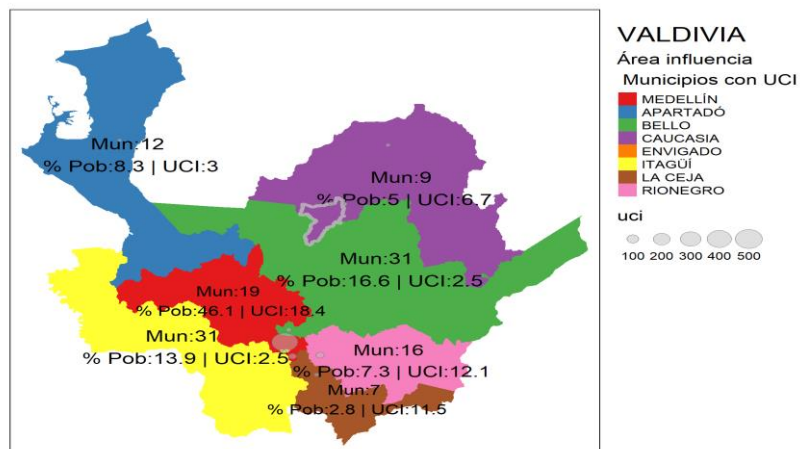 VALDIVIA
Área influencia
Municipios con UCI
MEDELLÍN
APARTADÓ
BELLO
CAUCASIA
ENVIGADO
ITAGÜÍ
LA CEJA
RIONEGRO
uci
100 200 300 400 500
Mun:12
% Pob:8.3 | UCI:3
Mun:9
% Pob:5 | UCI:6.7
Mun:31
% Pob:16.6 | UCI:2.5
Mun:19
% Pob:46.1 | UCI:18.4
Mun:31
% Pob:13.9 | UCI:2.5
Mun:16
% Pob:7.3 | UCI:12.1
Mun:7
% Pob:2.8 | UCI:11.5